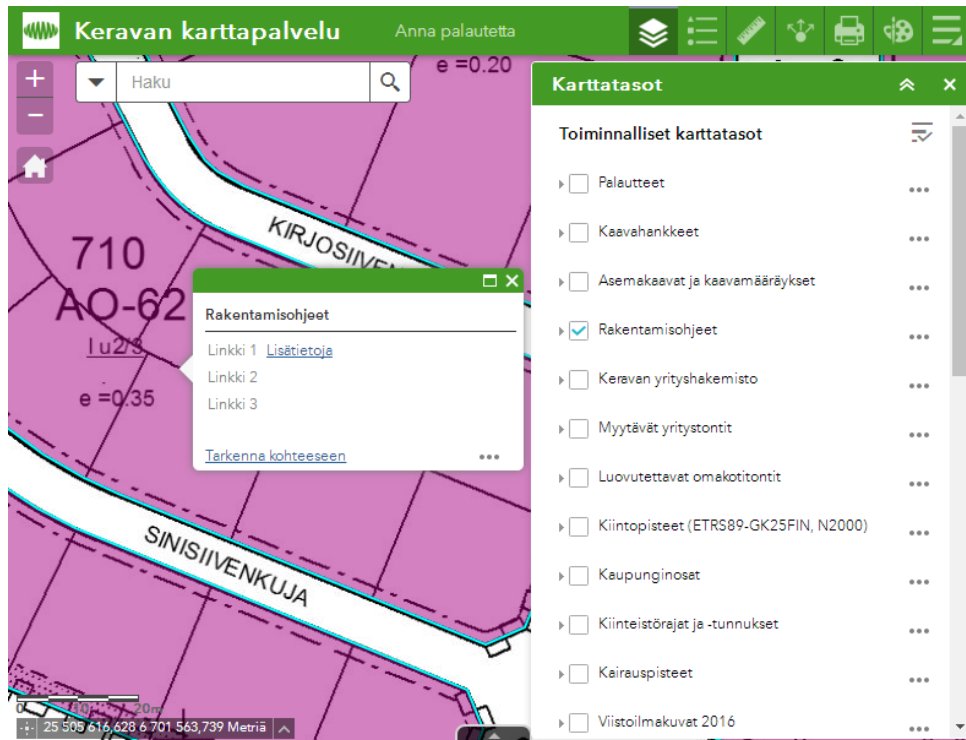 Keravan karttapalvelu
Anna palautetta
Haku
e =0.20
KIRJOSIIVEN
710
AO-62
I u2/3
e =0.35
SINISIIVENKUJA
Rakentamisohjeet
Linkki 1 Lisätietoja
Linkki 2
Linkki 3
Tarkenna kohteeseen
0 10 20m
25 505 616,628 6 701 563,739 Metriä
Karttatasot
Toiminnalliset karttatasot
Palautteet
Kaavahankkeet
Asemakaavat ja kaavamääräykset
Rakentamisohjeet
Keravan yrityshakemisto
Myytävät yritystontit
Luovutettavat omakotitontit
Kiintopisteet (ETRS89-GK25FIN, N2000)
Kaupunginosat
Kiinteistörajat ja -tunnukset
Kairauspisteet
Viistoilmakuvat 2016